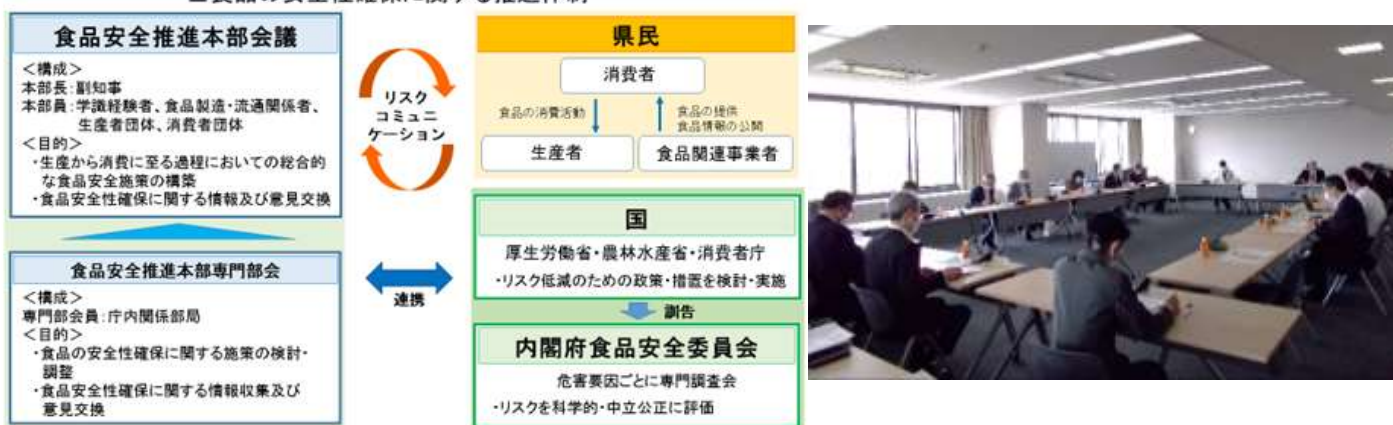 食品安全推進本部会議
＜構成＞
本部長：副知事
本部員：学識経験者、食品製造・流通関係者、
生産者団体、消費者団体
＜目的＞
・生産から消費に至る過程においての総合的
な食品安全施策の構築
・食品安全性確保に関する情報及び意見交換
食品安全推進本部専門部会
＜構成＞
専門部会員：庁内関係部局
＜目的＞
・食品の安全性確保に関する施策の検討・
調整
・食品安全性確保に関する情報収集及び
意見交換
リスク
コミュニ
ケーション
連携
県民
消費者
食品の消費活動
食品の提供
食品情報の公開
生産者
食品関連事業者
国
厚生労働省・農林水産省・消費者庁
・リスク低減のための政策・措置を検討・実施
訓告
内閣府食品安全委員会
危害要因ごとに専門調査会
・リスクを科学的・中立公正に評価